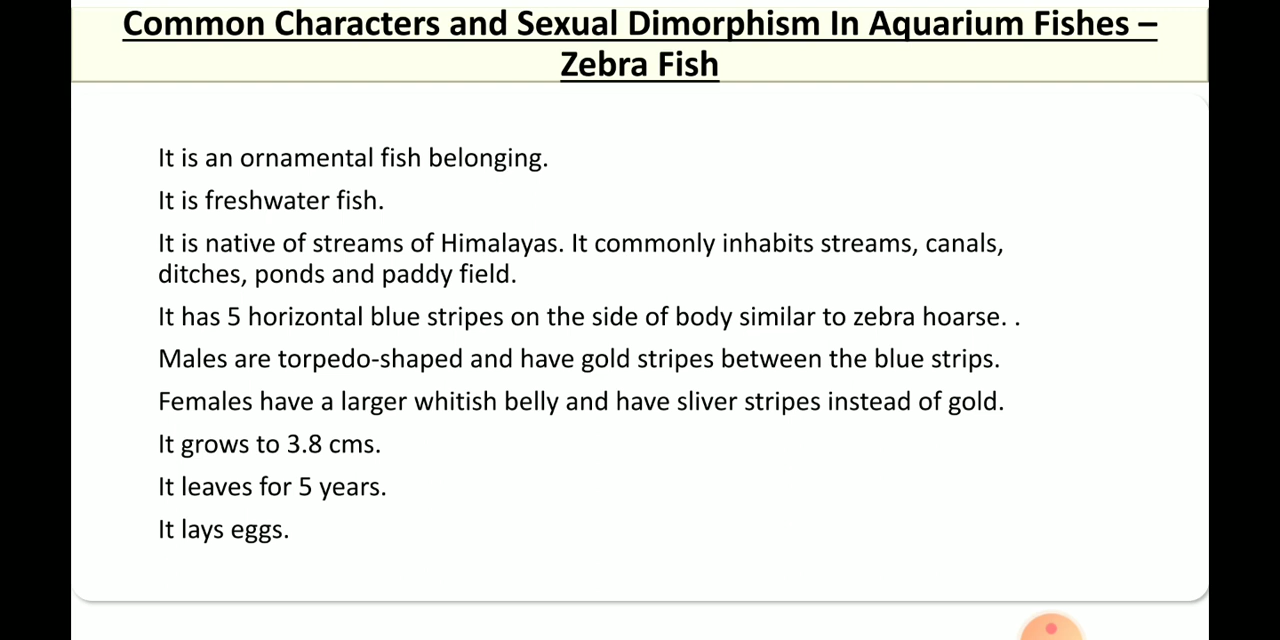 Common Characters and Sexual Dimorphism In Aquarium Fishes –
Zebra Fish
It is an ornamental fish belonging.
It is freshwater fish.
It is native of streams of Himalayas. It commonly inhabits streams, canals,
ditches, ponds and paddy field.
It has 5 horizontal blue stripes on the side of body similar to zebra hoarse. .
Males are torpedo-shaped and have gold stripes between the blue strips.
Females have a larger whitish belly and have sliver stripes instead of gold.
It grows to 3.8 cms.
It leaves for 5 years.
It lays eggs.